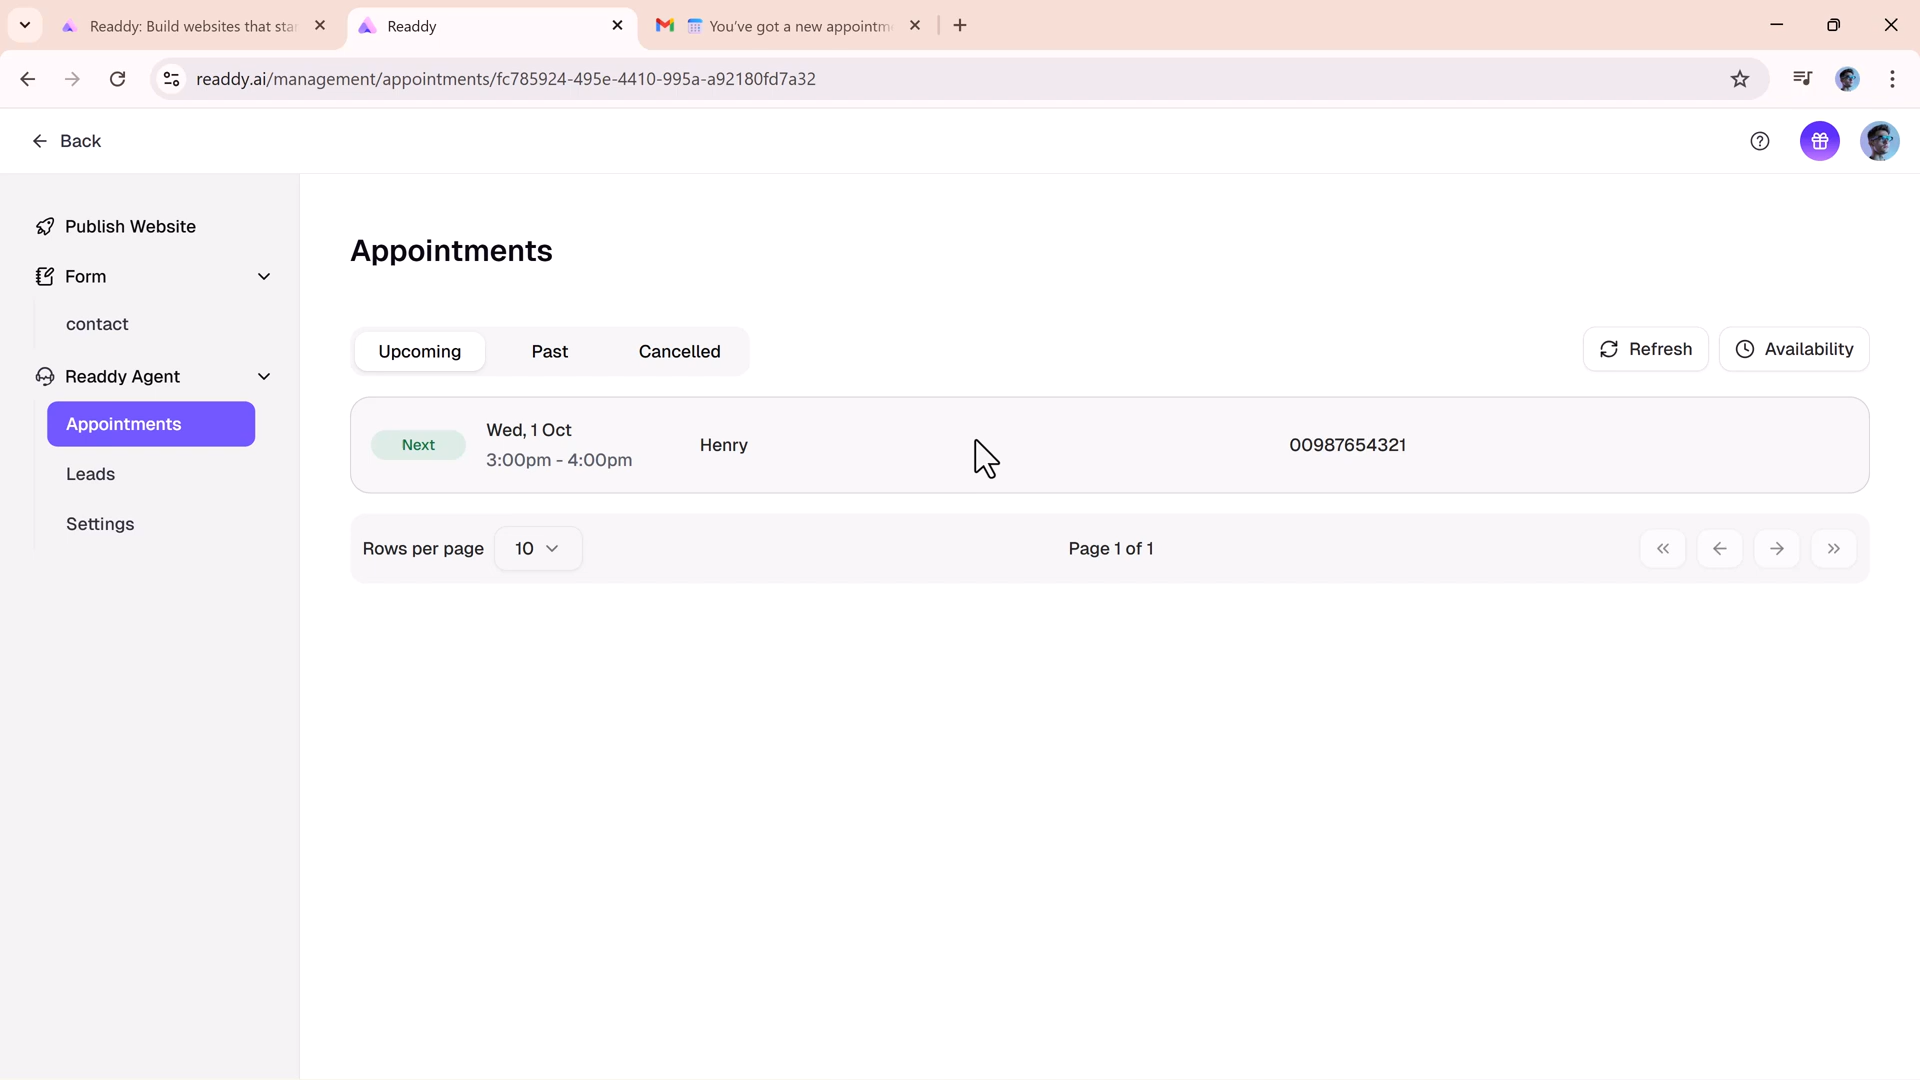 Readdy: Build websites that sta
Readdy
You've got a new appointm
readdy.ai/management/appointments/fc785924-495e-4410-995a-a92180fd7a32
Back
Publish Website
Form
contact
Readdy Agent
Appointments
Leads
Settings
Appointments
Upcoming
Past
Cancelled
Refresh
Availability
Next
Wed, 1 Oct
3:00pm - 4:00pm
Henry
00987654321
Rows per page
10
Page 1 of 1